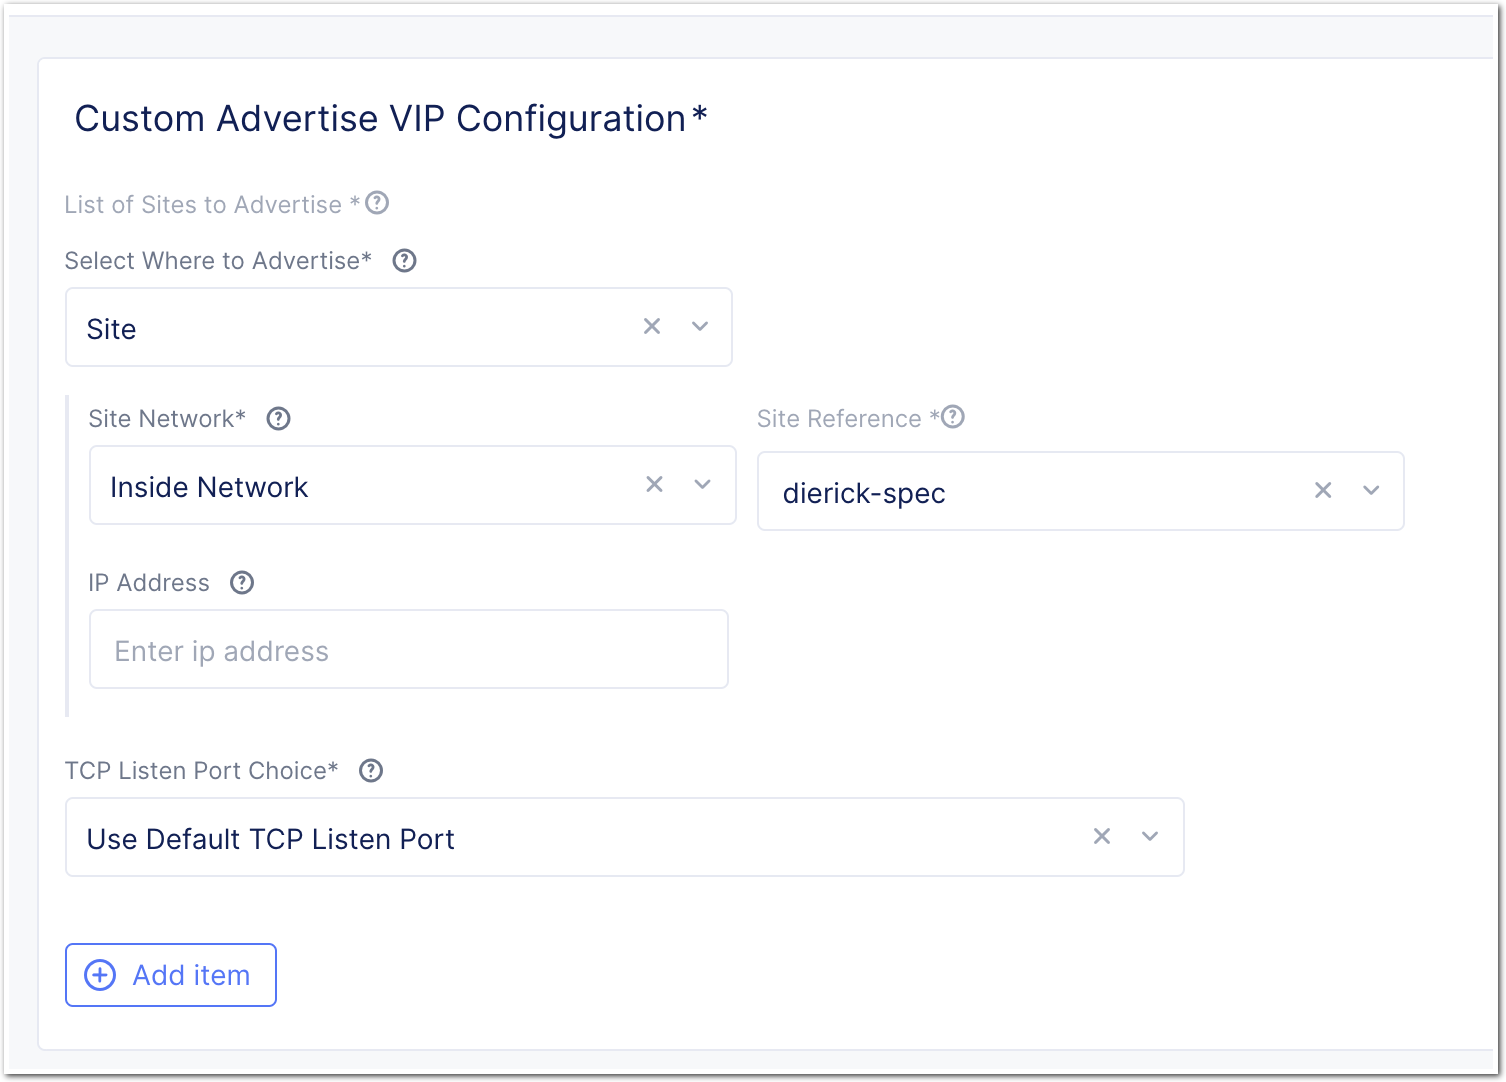 Custom Advertise VIP Configuration*
List of Sites to Advertise *
Select Where to Advertise*
Site
Site Network*
Site Reference *
Inside Network
dierick-spec
IP Address
Enter ip address
TCP Listen Port Choice*
Use Default TCP Listen Port
Add item